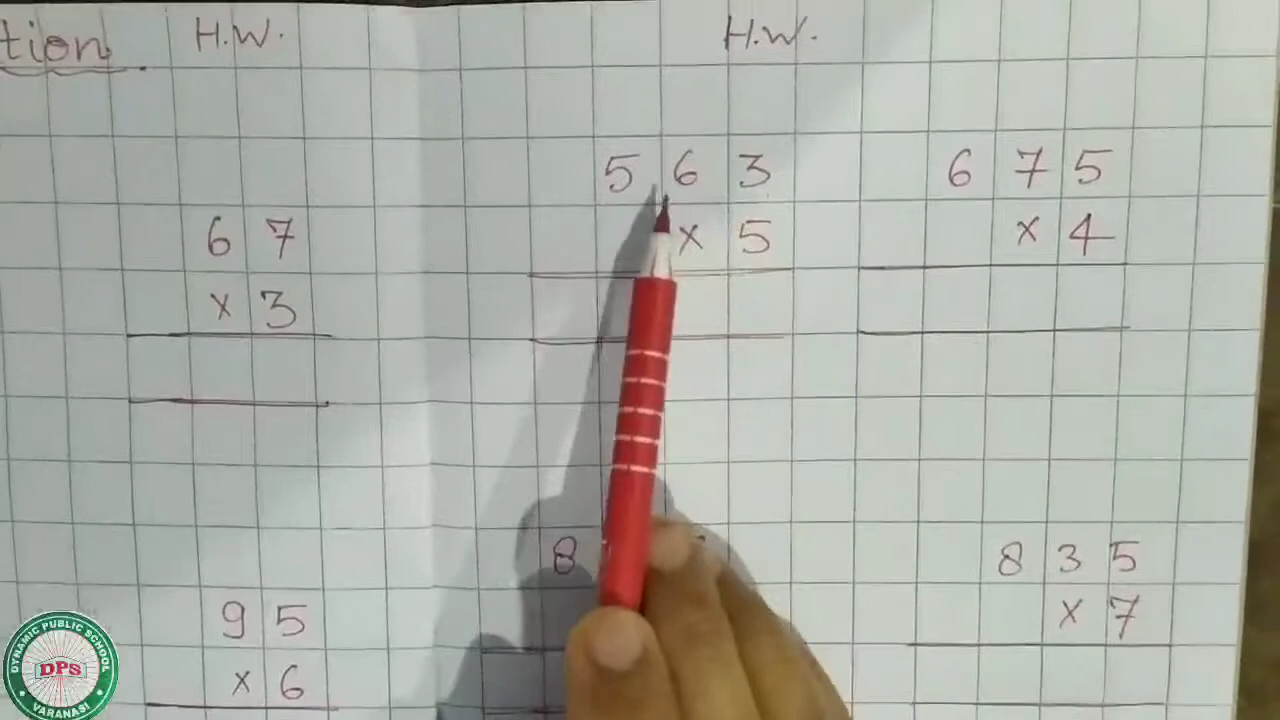 tion. H.W. H.W.
5 6 3
× 5
6 7 5
× 4
6 7
× 3
8
8 3 5
× 7
9 5
× 6
DYNAMIC PUBLIC SCHOOL
DPS
VARANASI